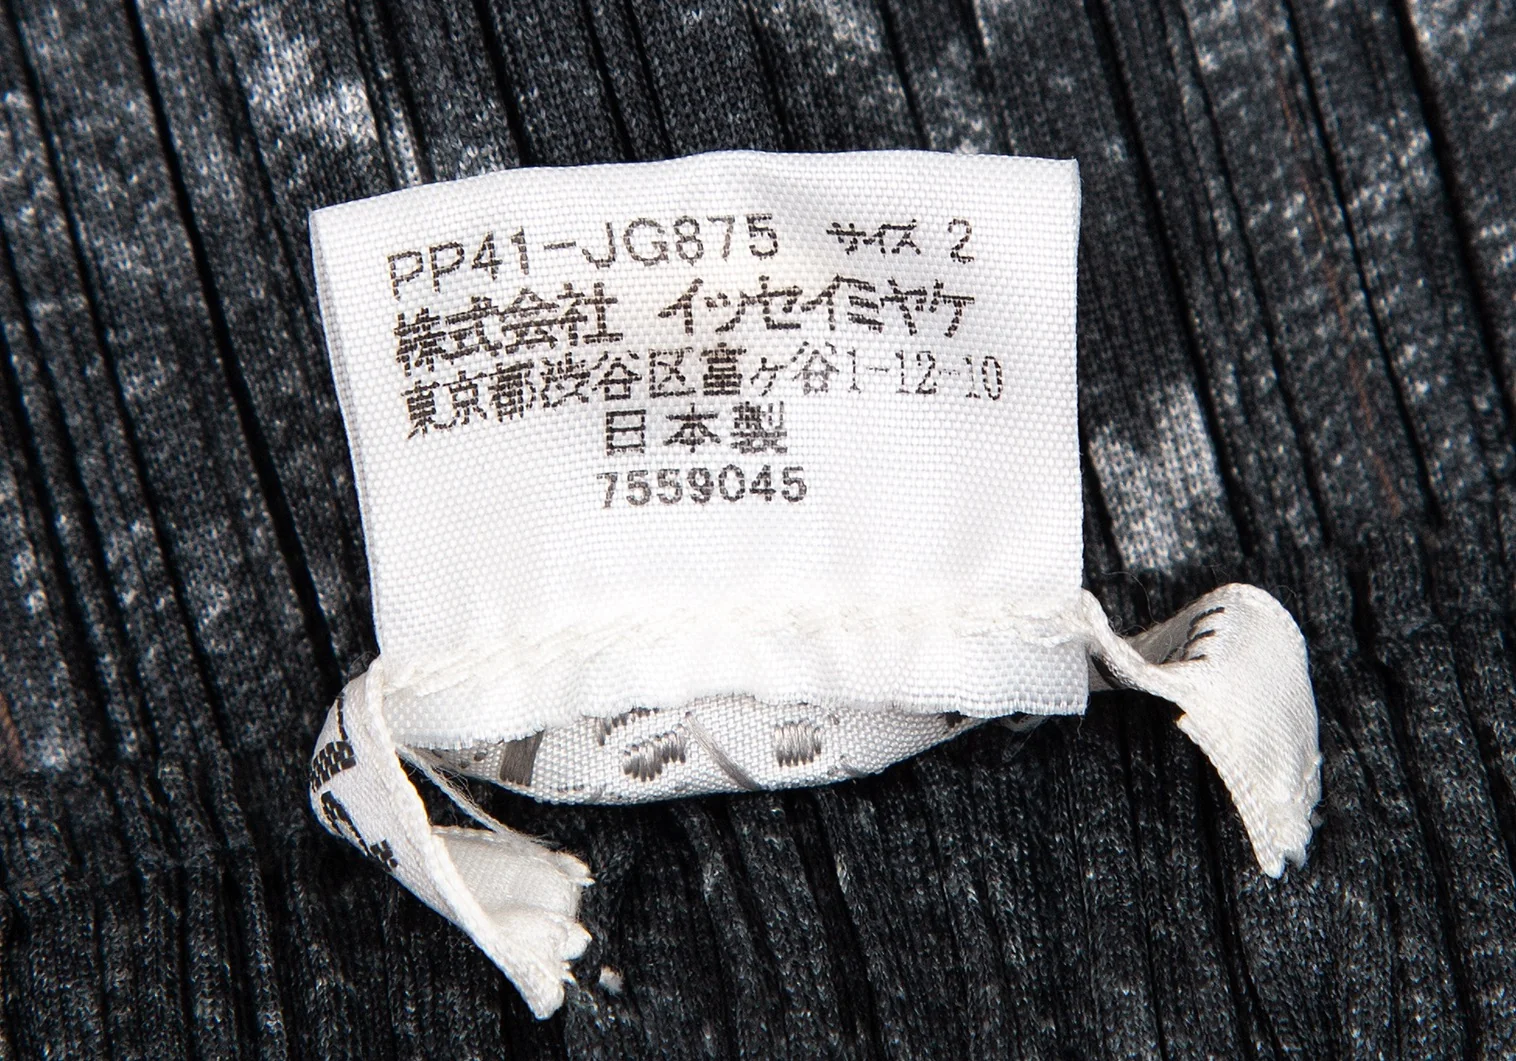 PP41-JG875 サイズ 2
株式会社 イッセイミヤケ
東京都渋谷区富ヶ谷1-12-10
日本製
7559045